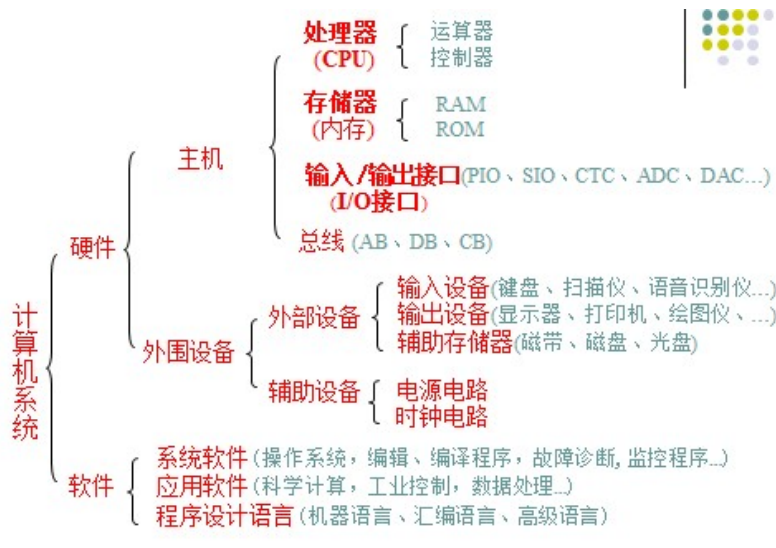 处理器
(CPU)
运算器
控制器
存储器
(内存)
RAM
ROM
主机
输入/输出接口(PIO、SIO、CTC、ADC、DAC...)
(I/O接口)
总线 (AB、DB、CB)
硬件
计算机系统
外围设备
外部设备
输入设备(键盘、扫描仪、语音识别仪...)
输出设备(显示器、打印机、绘图仪、...)
辅助存储器(磁带、磁盘、光盘)
辅助设备
电源电路
时钟电路
软件
系统软件(操作系统，编辑、编译程序，故障诊断,监控程序...)
应用软件(科学计算，工业控制，数据处理...)
程序设计语言(机器语言、汇编语言、高级语言)